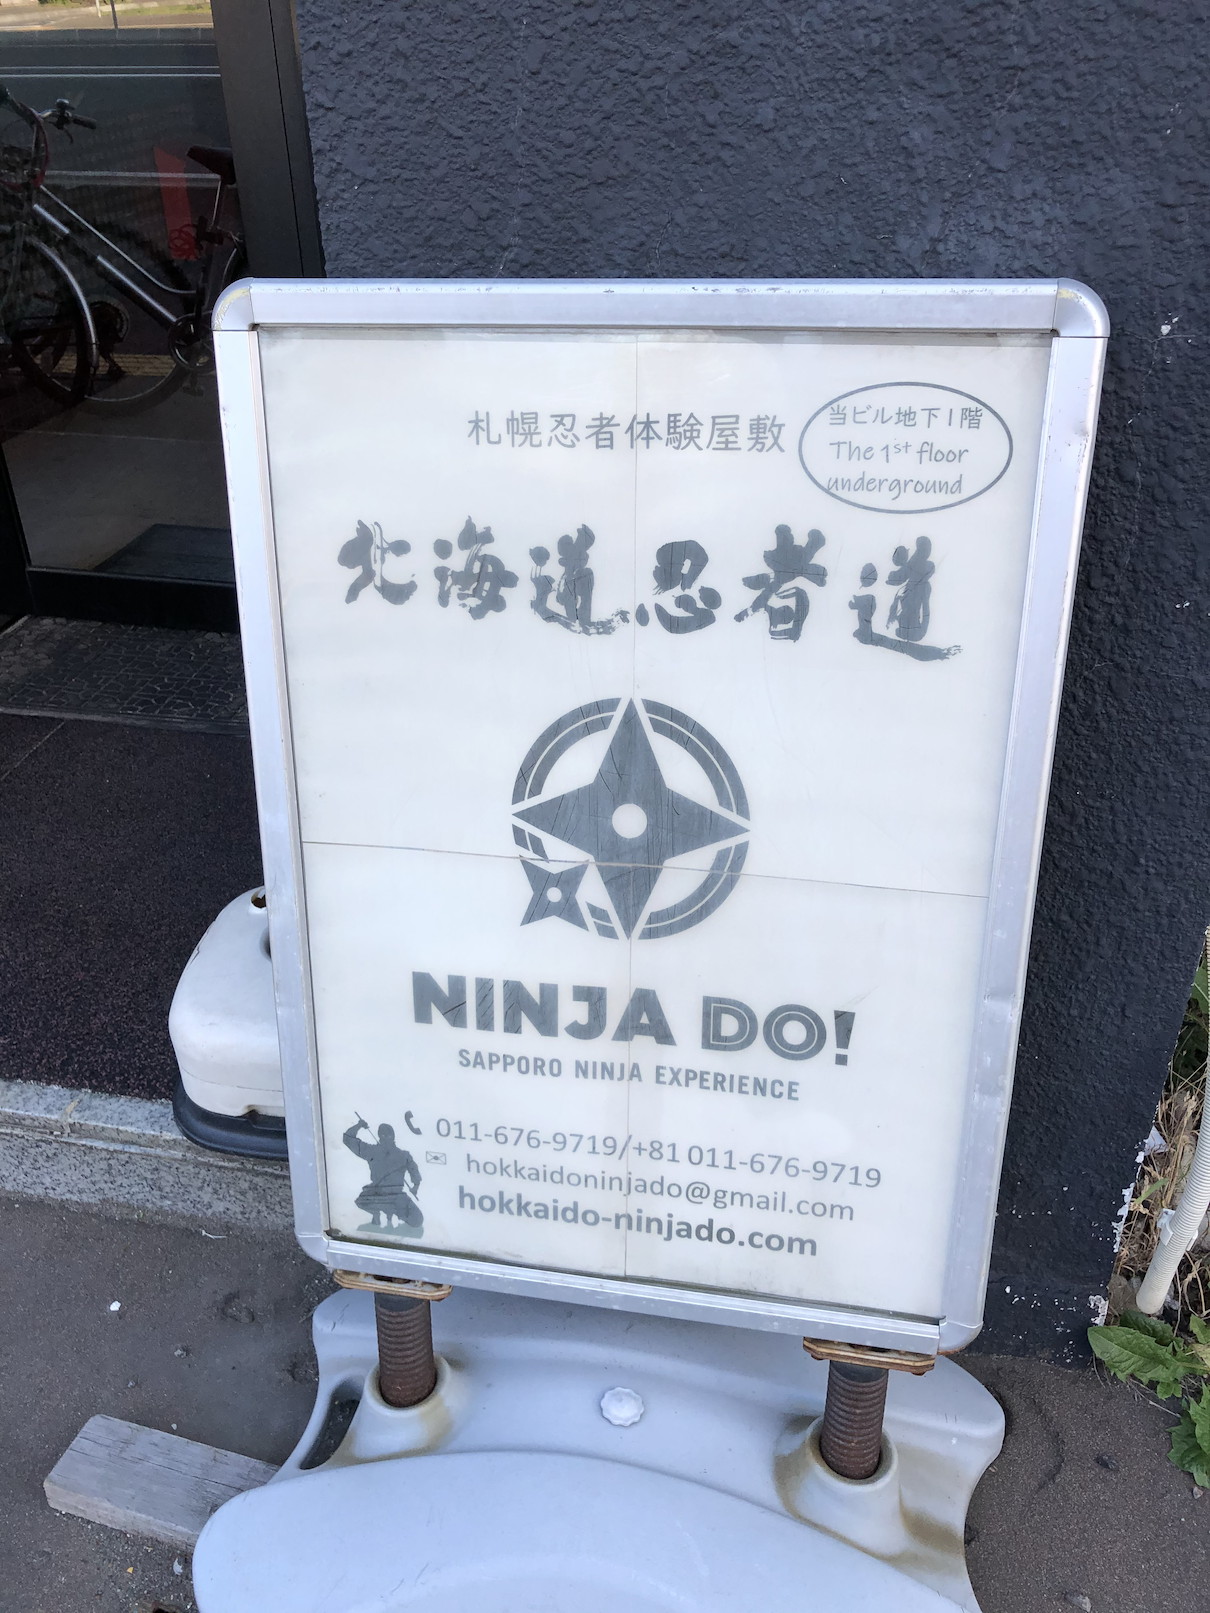 札幌忍者体験屋敷
当ビル地下1階
The 1st floor
underground
北海道忍者道
NINJA DO!
SAPPORO NINJA EXPERIENCE
011-676-9719/+81 011-676-9719
hokkaidoninjado@gmail.com
hokkaido-ninjado.com